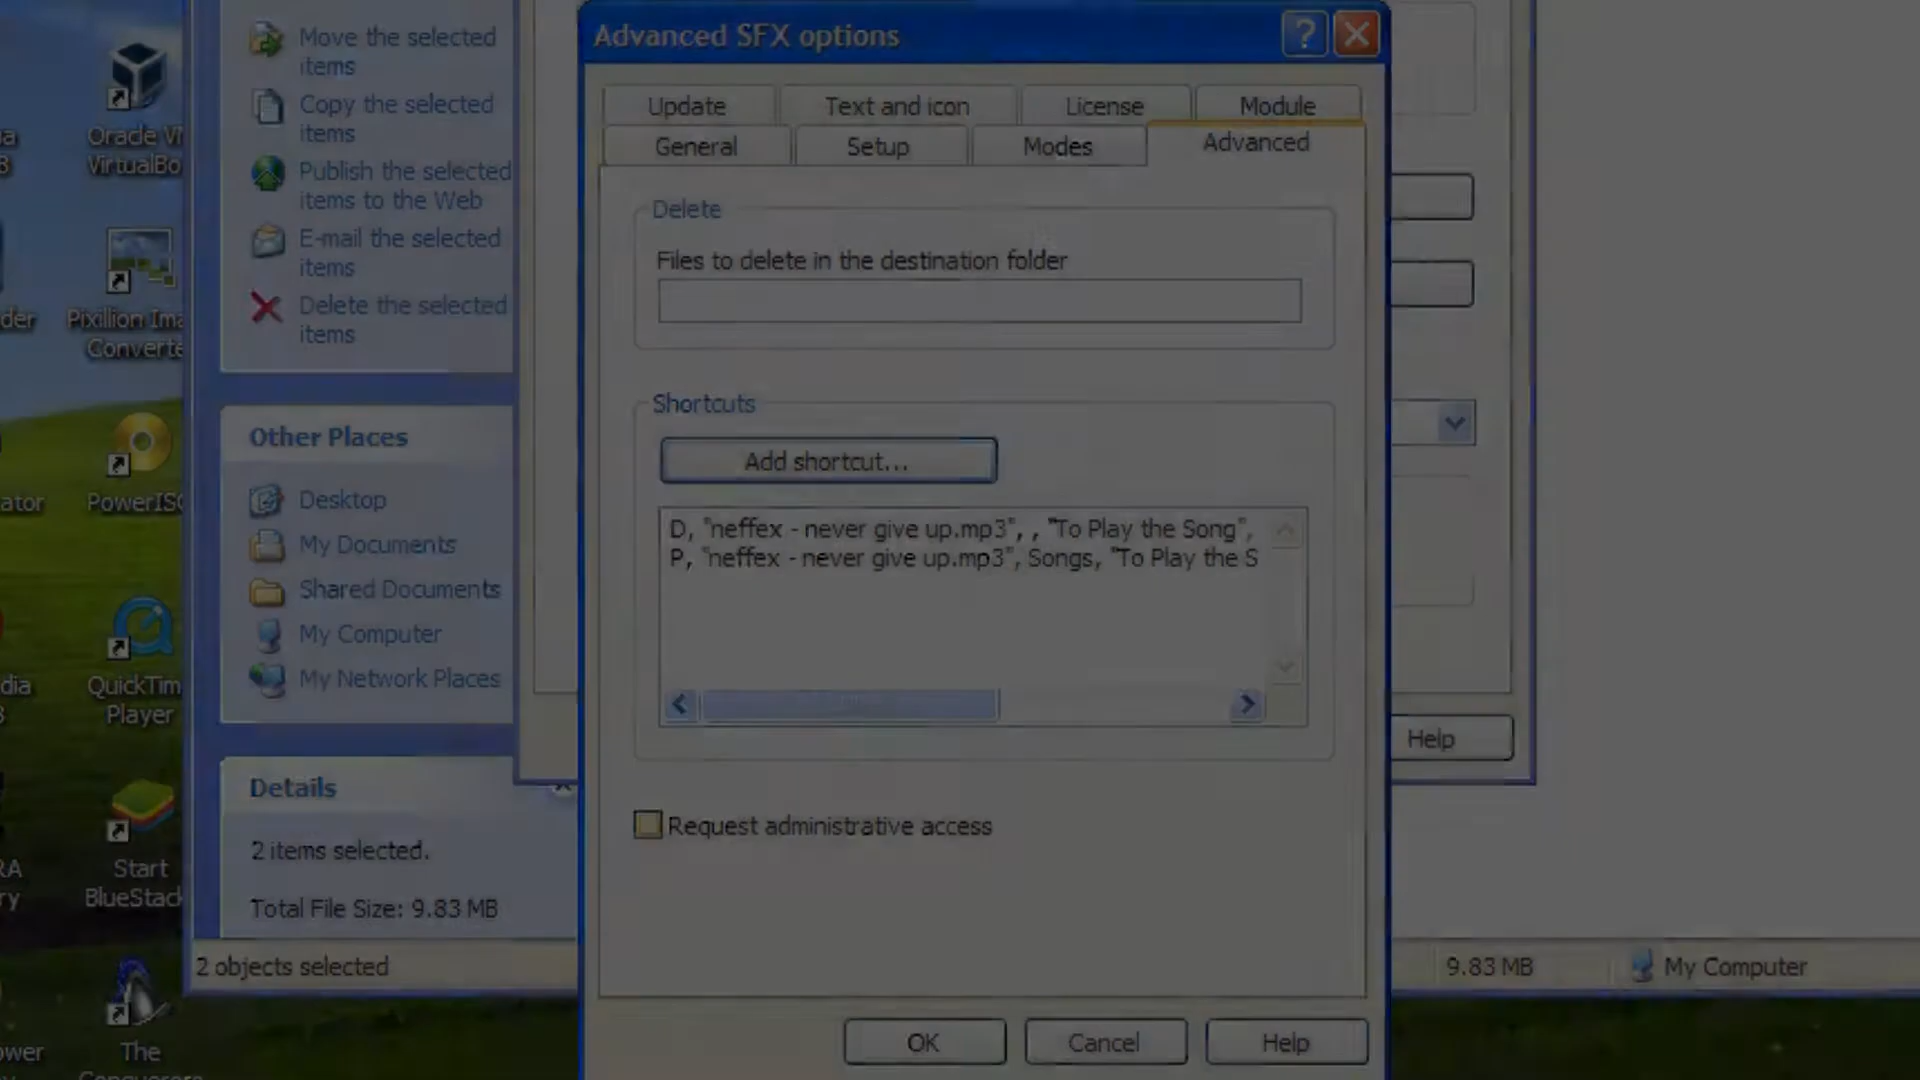 Move the selected
items
Copy the selected
items
Publish the selected
items to the Web
E-mail the selected
items
Delete the selected
items
Other Places
Desktop
My Documents
Shared Documents
My Computer
My Network Places
Details
2 items selected.
Total File Size: 9.83 MB
2 objects selected
Oracle V
VirtualBo
der
Pixillion Ima
Converte
ator
PowerISO
dia
QuickTim
Player
Start
BlueStack
The
Advanced SFX options
?
Update
Text and icon
License
Module
General
Setup
Modes
Advanced
Delete
Files to delete in the destination folder
Shortcuts
Add shortcut...
D, "neffex - never give up.mp3", , "To Play the Song",
P, "neffex - never give up.mp3", Songs, "To Play the S
Request administrative access
OK
Cancel
Help
Help
9.83 MB
My Computer